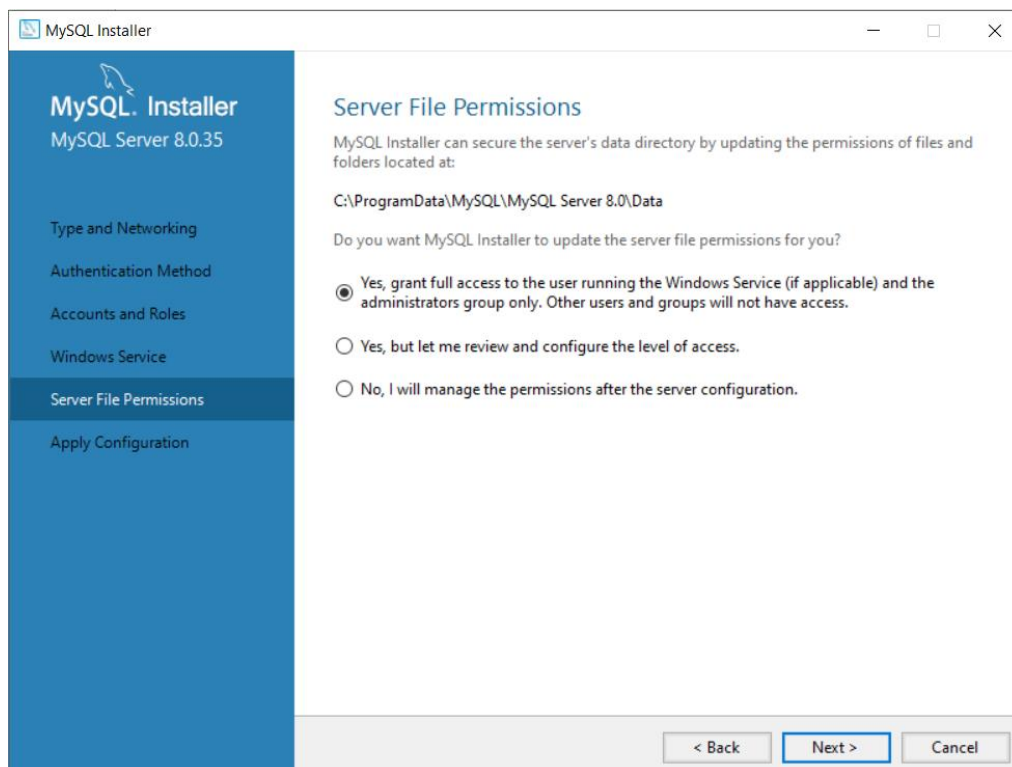 MySQL Installer
MySQL. Installer
MySQL Server 8.0.35
Type and Networking
Authentication Method
Accounts and Roles
Windows Service
Server File Permissions
Apply Configuration
Server File Permissions
MySQL Installer can secure the server's data directory by updating the permissions of files and
folders located at:
C:\ProgramData\MySQL\MySQL Server 8.0\Data
Do you want MySQL Installer to update the server file permissions for you?
Yes, grant full access to the user running the Windows Service (if applicable) and the
administrators group only. Other users and groups will not have access.
Yes, but let me review and configure the level of access.
No, I will manage the permissions after the server configuration.
< Back
Next >
Cancel